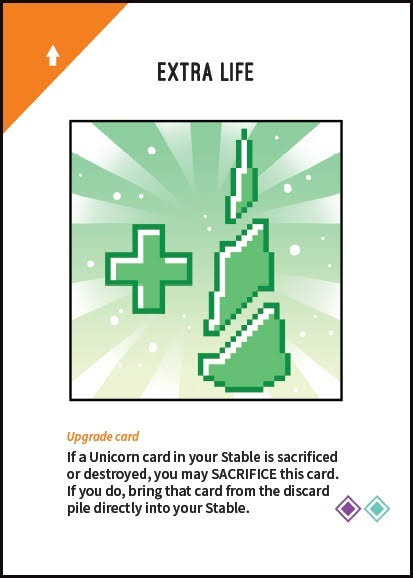 EXTRA LIFE
Upgrade card
If a Unicorn card in your Stable is sacrificed
or destroyed, you may SACRIFICE this card.
If you do, bring that card from the discard
pile directly into your Stable.